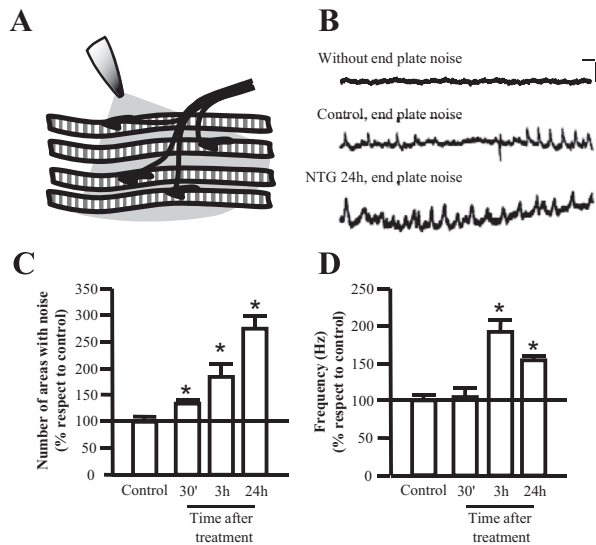 A
B
Without end plate noise
Control, end plate noise
NTG 24h, end plate noise
C
Number of areas with noise
(% respect to control)
350
300
250
200
150
100
50
0
*
*
*
Control
30'
3h
24h
Time after
treatment
D
Frequency (Hz)
(% respect to control)
250
200
150
100
50
0
*
*
Control
30'
3h
24h
Time after
treatment